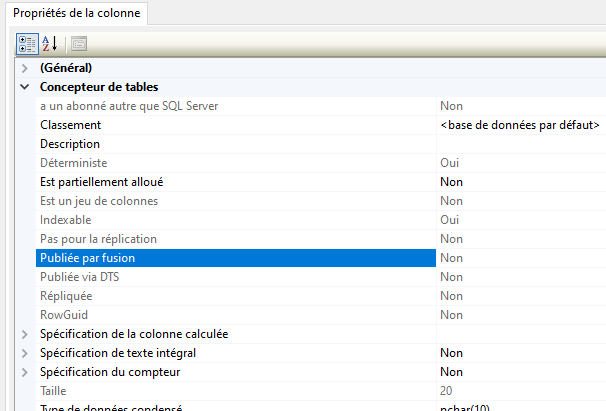 Propriétés de la colonne
(Général)
Concepteur de tables
a un abonné autre que SQL Server Non
Classement <base de données par défaut>
Description
Déterministe Oui
Est partiellement alloué Non
Est un jeu de colonnes Non
Indexable Oui
Pas pour la réplication Non
Publiée par fusion Non
Publiée via DTS Non
Répliquée Non
RowGuid Non
Spécification de la colonne calculée
Spécification de texte intégral Non
Spécification du compteur Non
Taille 20
Type de données condensé nchar(10)